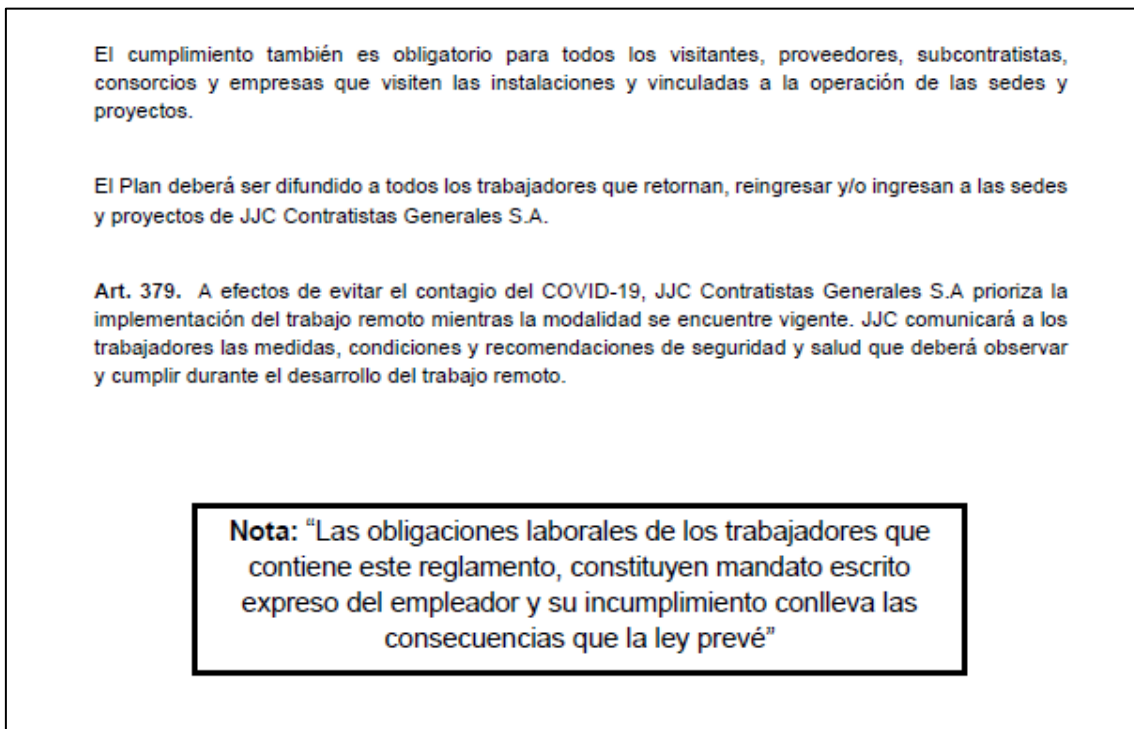 El cumplimiento también es obligatorio para todos los visitantes, proveedores, subcontratistas,
consorcios y empresas que visiten las instalaciones y vinculadas a la operación de las sedes y
proyectos.
El Plan deberá ser difundido a todos los trabajadores que retornan, reingresar y/o ingresan a las sedes
y proyectos de JJC Contratistas Generales S.A.
Art. 379. A efectos de evitar el contagio del COVID-19, JJC Contratistas Generales S.A prioriza la
implementación del trabajo remoto mientras la modalidad se encuentre vigente. JJC comunicará a los
trabajadores las medidas, condiciones y recomendaciones de seguridad y salud que deberá observar
y cumplir durante el desarrollo del trabajo remoto.
Nota: “Las obligaciones laborales de los trabajadores que
contiene este reglamento, constituyen mandato escrito
expreso del empleador y su incumplimiento conlleva las
consecuencias que la ley prevé”